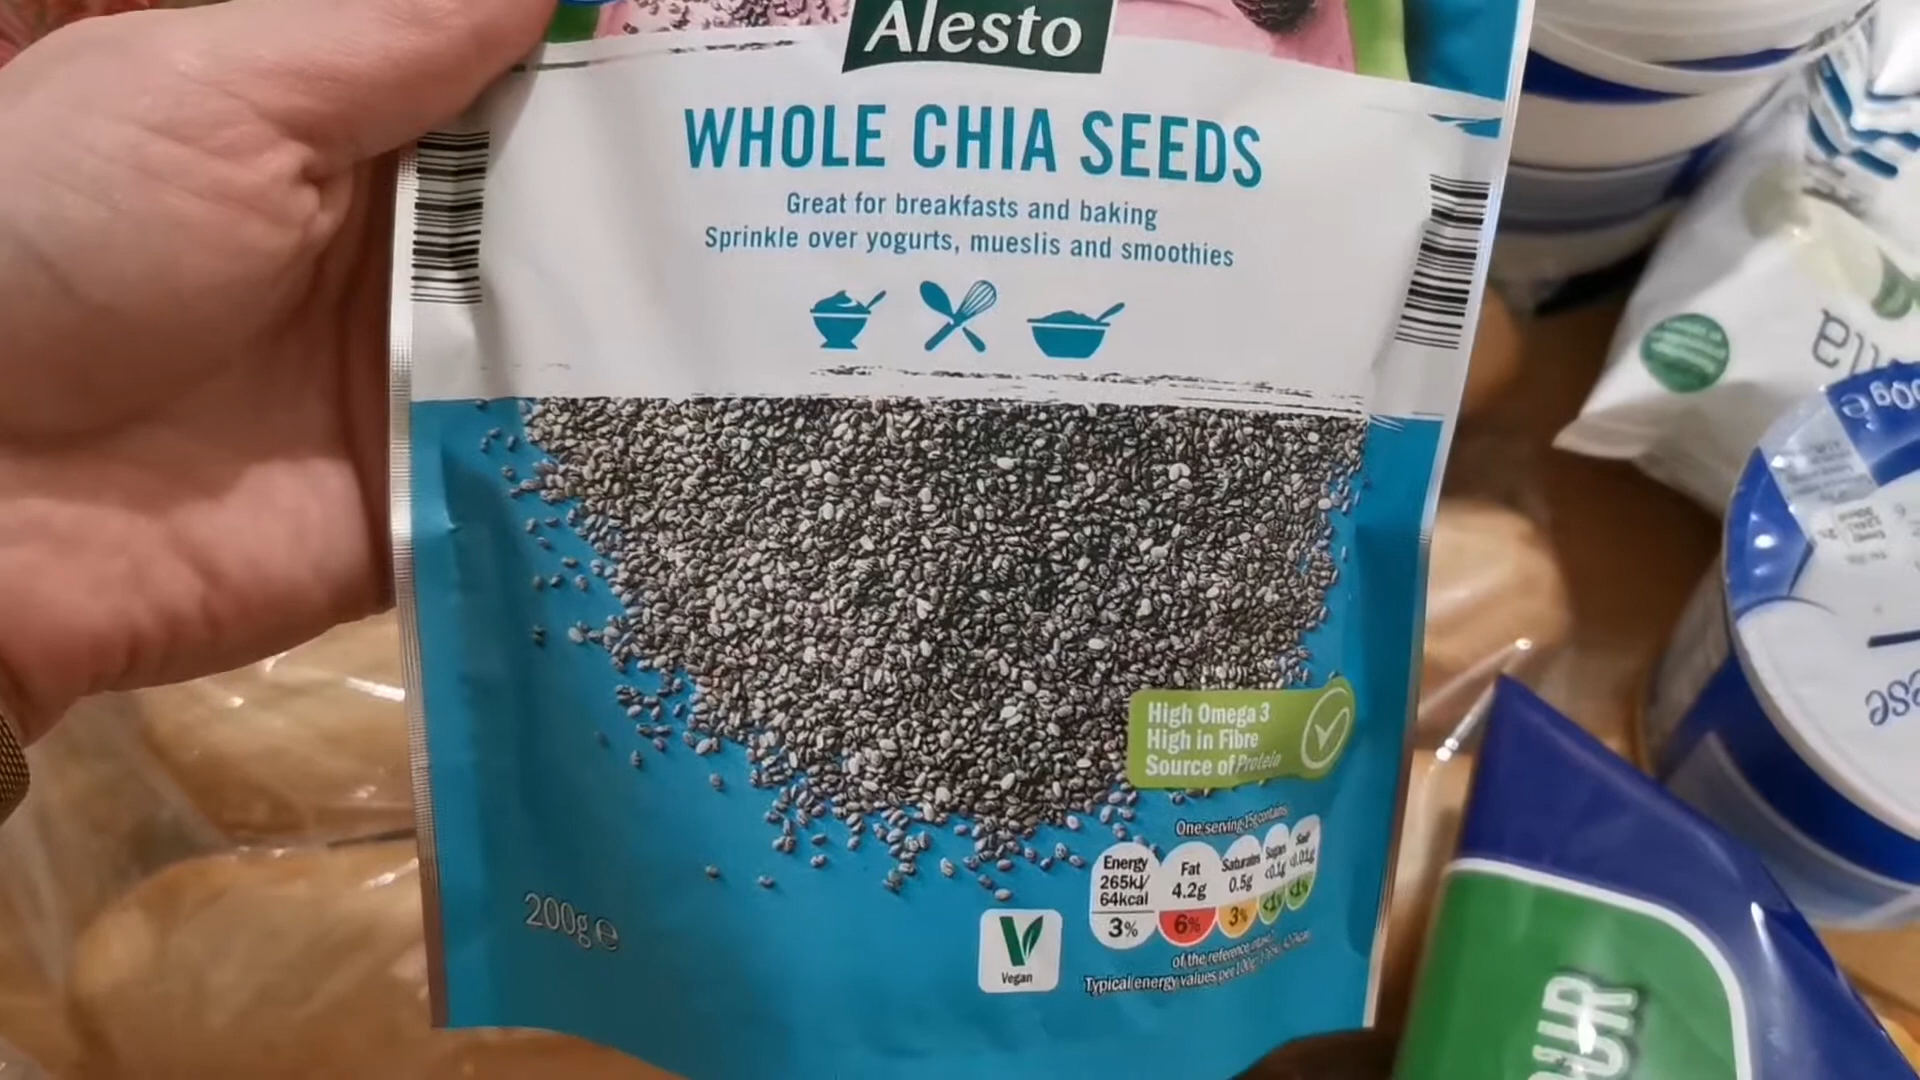 Alesto
WHOLE CHIA SEEDS
Great for breakfasts and baking
Sprinkle over yogurts, mueslis and smoothies
High Omega 3
High in Fibre
Source of Protein
One serving 15g contains
Energy
265kJ/
64kcal
3%
Fat
4.2g
6%
Saturates
0.5g
3%
Sugars
<0.1g
<1%
Salt
<0.01g
<1%
of the reference intake*
Typical energy values per 100g:
200g e
Vegan